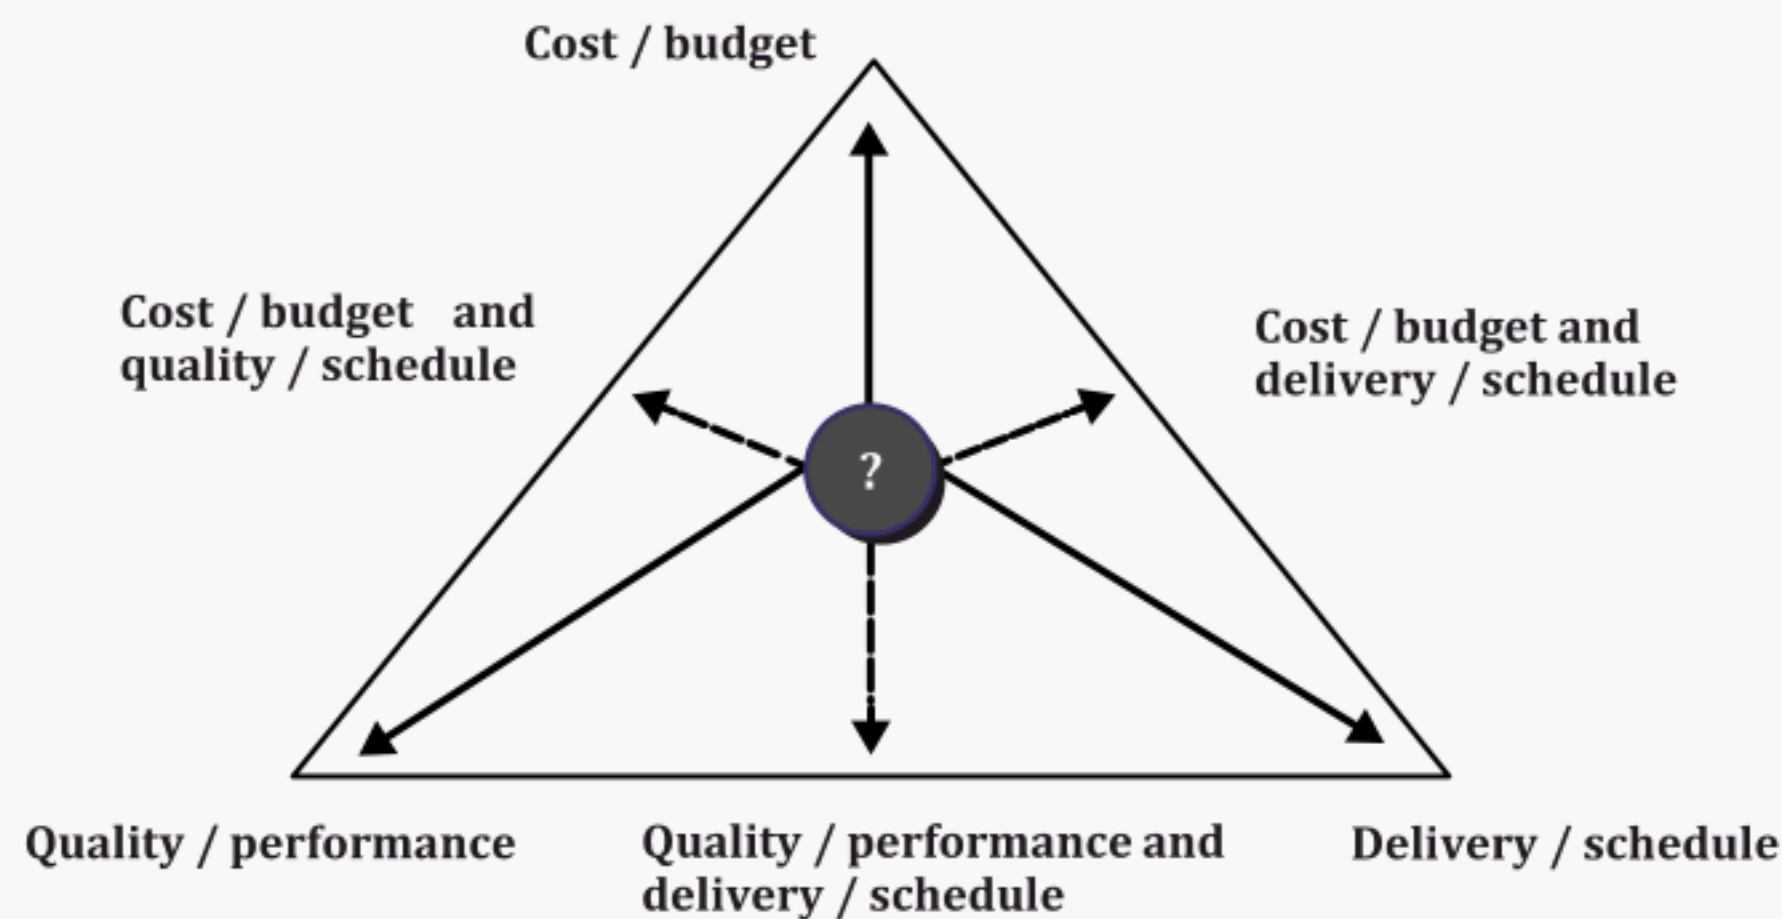 Cost / budget
Cost / budget and
quality / schedule
Cost / budget and
delivery / schedule
?
Quality / performance
Quality / performance and
delivery / schedule
Delivery / schedule